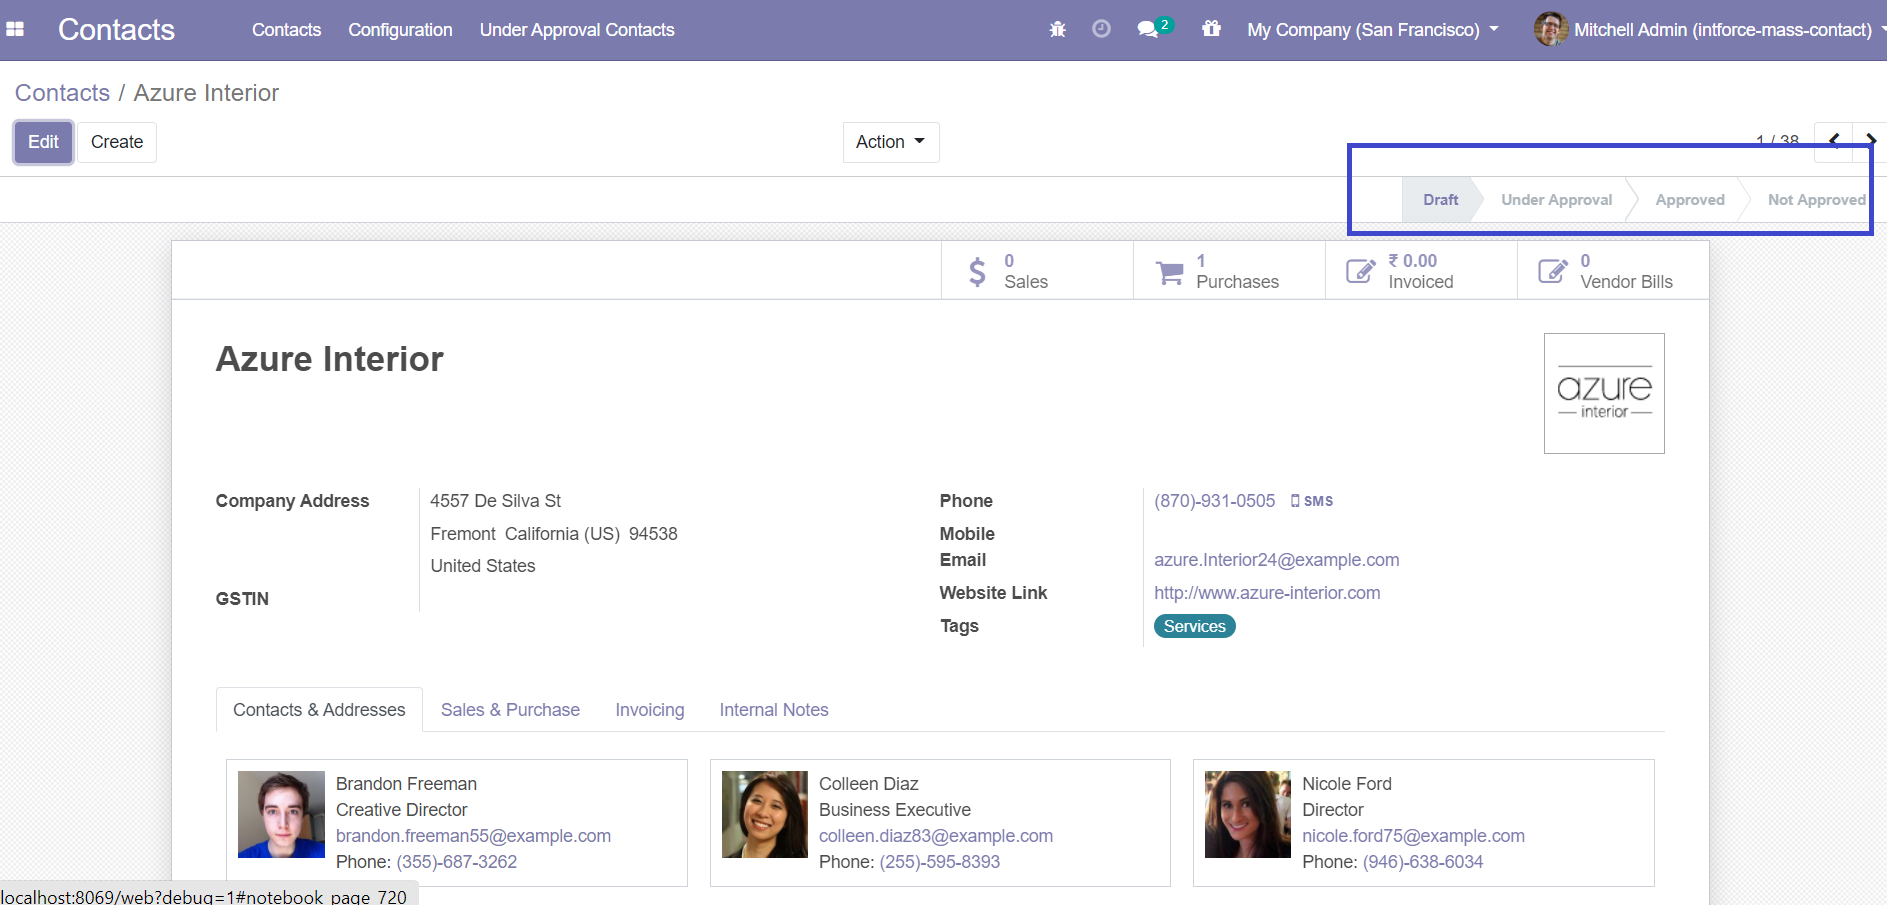 Contacts Contacts Configuration Under Approval Contacts 2 My Company (San Francisco) Mitchell Admin (intforce-mass-contact)
Contacts / Azure Interior
Edit Create Action 1 / 38
Draft Under Approval Approved Not Approved
0 Sales
1 Purchases
₹ 0.00 Invoiced
0 Vendor Bills
Azure Interior
azure
interior
Company Address 4557 De Silva St
Fremont California (US) 94538
United States
GSTIN
Phone (870)-931-0505 SMS
Mobile
Email azure.Interior24@example.com
Website Link http://www.azure-interior.com
Tags Services
Contacts & Addresses Sales & Purchase Invoicing Internal Notes
Brandon Freeman
Creative Director
brandon.freeman55@example.com
Phone: (355)-687-3262
Colleen Diaz
Business Executive
colleen.diaz83@example.com
Phone: (255)-595-8393
Nicole Ford
Director
nicole.ford75@example.com
Phone: (946)-638-6034
localhost:8069/web?debug=1#notebook_page_720